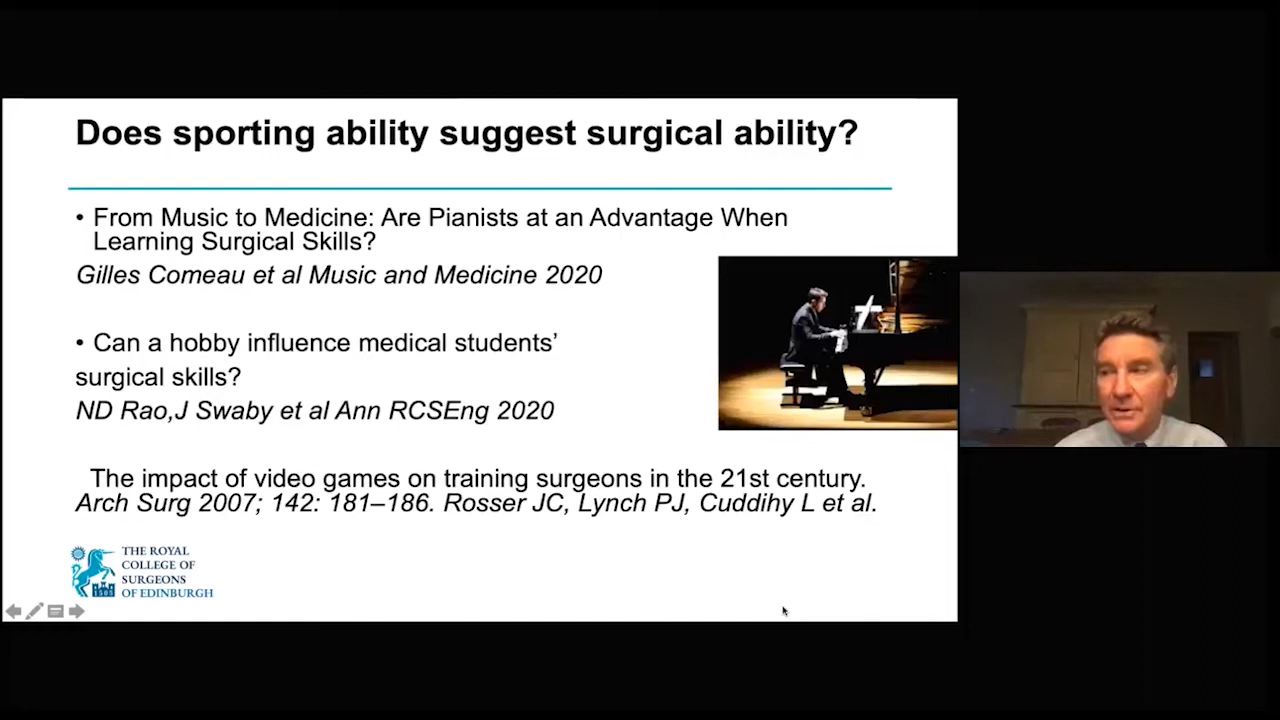 Does sporting ability suggest surgical ability?
• From Music to Medicine: Are Pianists at an Advantage When
Learning Surgical Skills?
Gilles Comeau et al Music and Medicine 2020
• Can a hobby influence medical students’
surgical skills?
ND Rao,J Swaby et al Ann RCSEng 2020
The impact of video games on training surgeons in the 21st century.
Arch Surg 2007; 142: 181–186. Rosser JC, Lynch PJ, Cuddihy L et al.
THE ROYAL
COLLEGE OF
SURGEONS
OF EDINBURGH